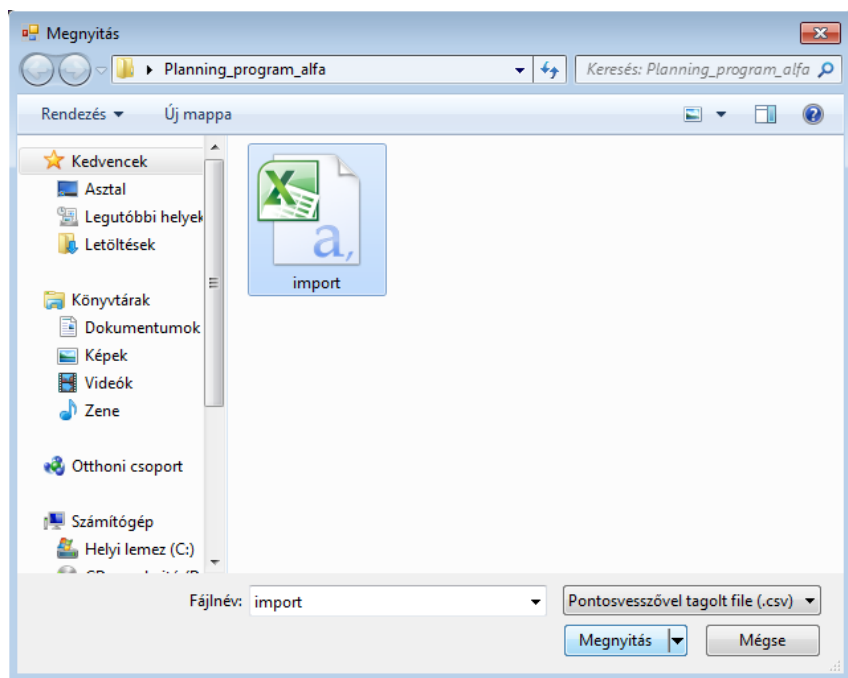 Megnyitás
Planning_program_alfa
Keresés: Planning_program_alfa
Rendezés
Új mappa
Kedvencek
Asztal
Legutóbbi helyek
Letöltések
Könyvtárak
Dokumentumok
Képek
Videók
Zene
Otthoni csoport
Számítógép
Helyi lemez (C:)
a,
import
Fájlnév: import
Pontosvesszővel tagolt file (.csv)
Megnyitás
Mégse